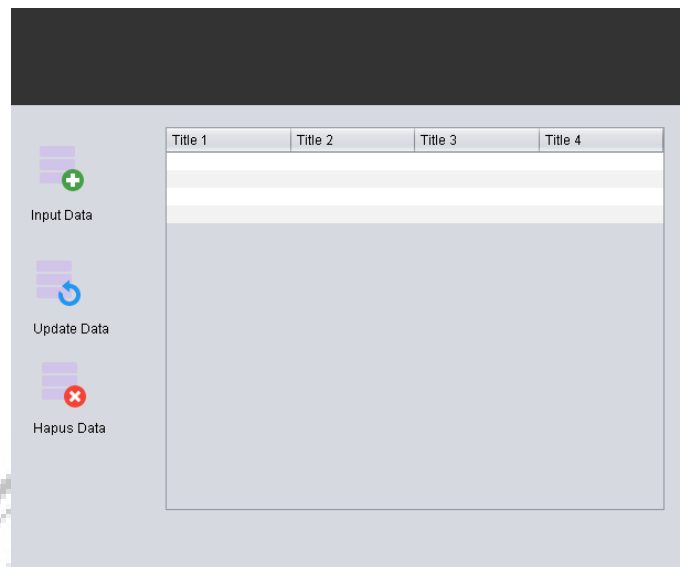 Title 1 Title 2 Title 3 Title 4
Input Data
Update Data
Hapus Data